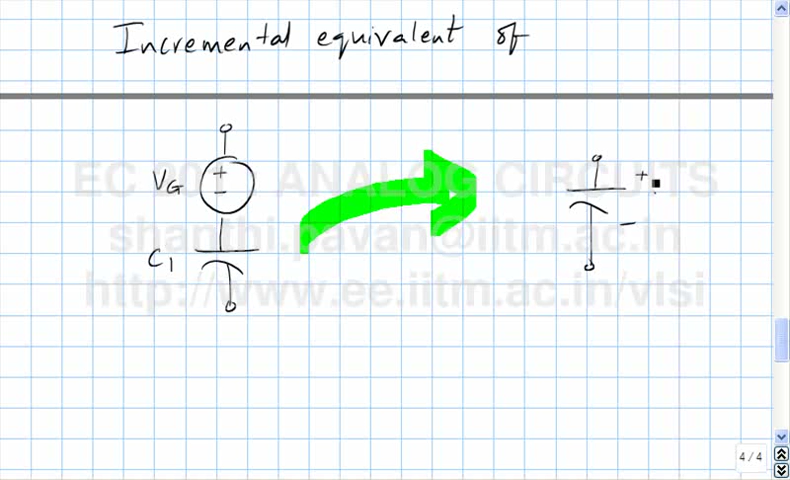 Incremental equivalent of
EC 20 ANALOG CIRCUITS
VG + -
+ -
shanthi.pavan@iitm.ac.in
C1
http://www.ee.iitm.ac.in/vlsi
4 / 4